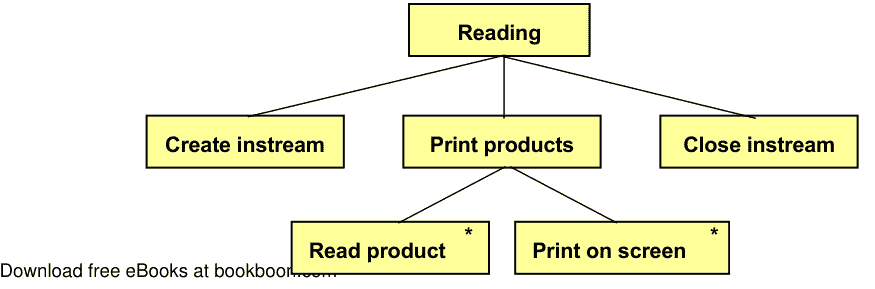 Reading
Create instream
Print products
Close instream
Read product *
Print on screen *
Download free eBooks at bookboon.com